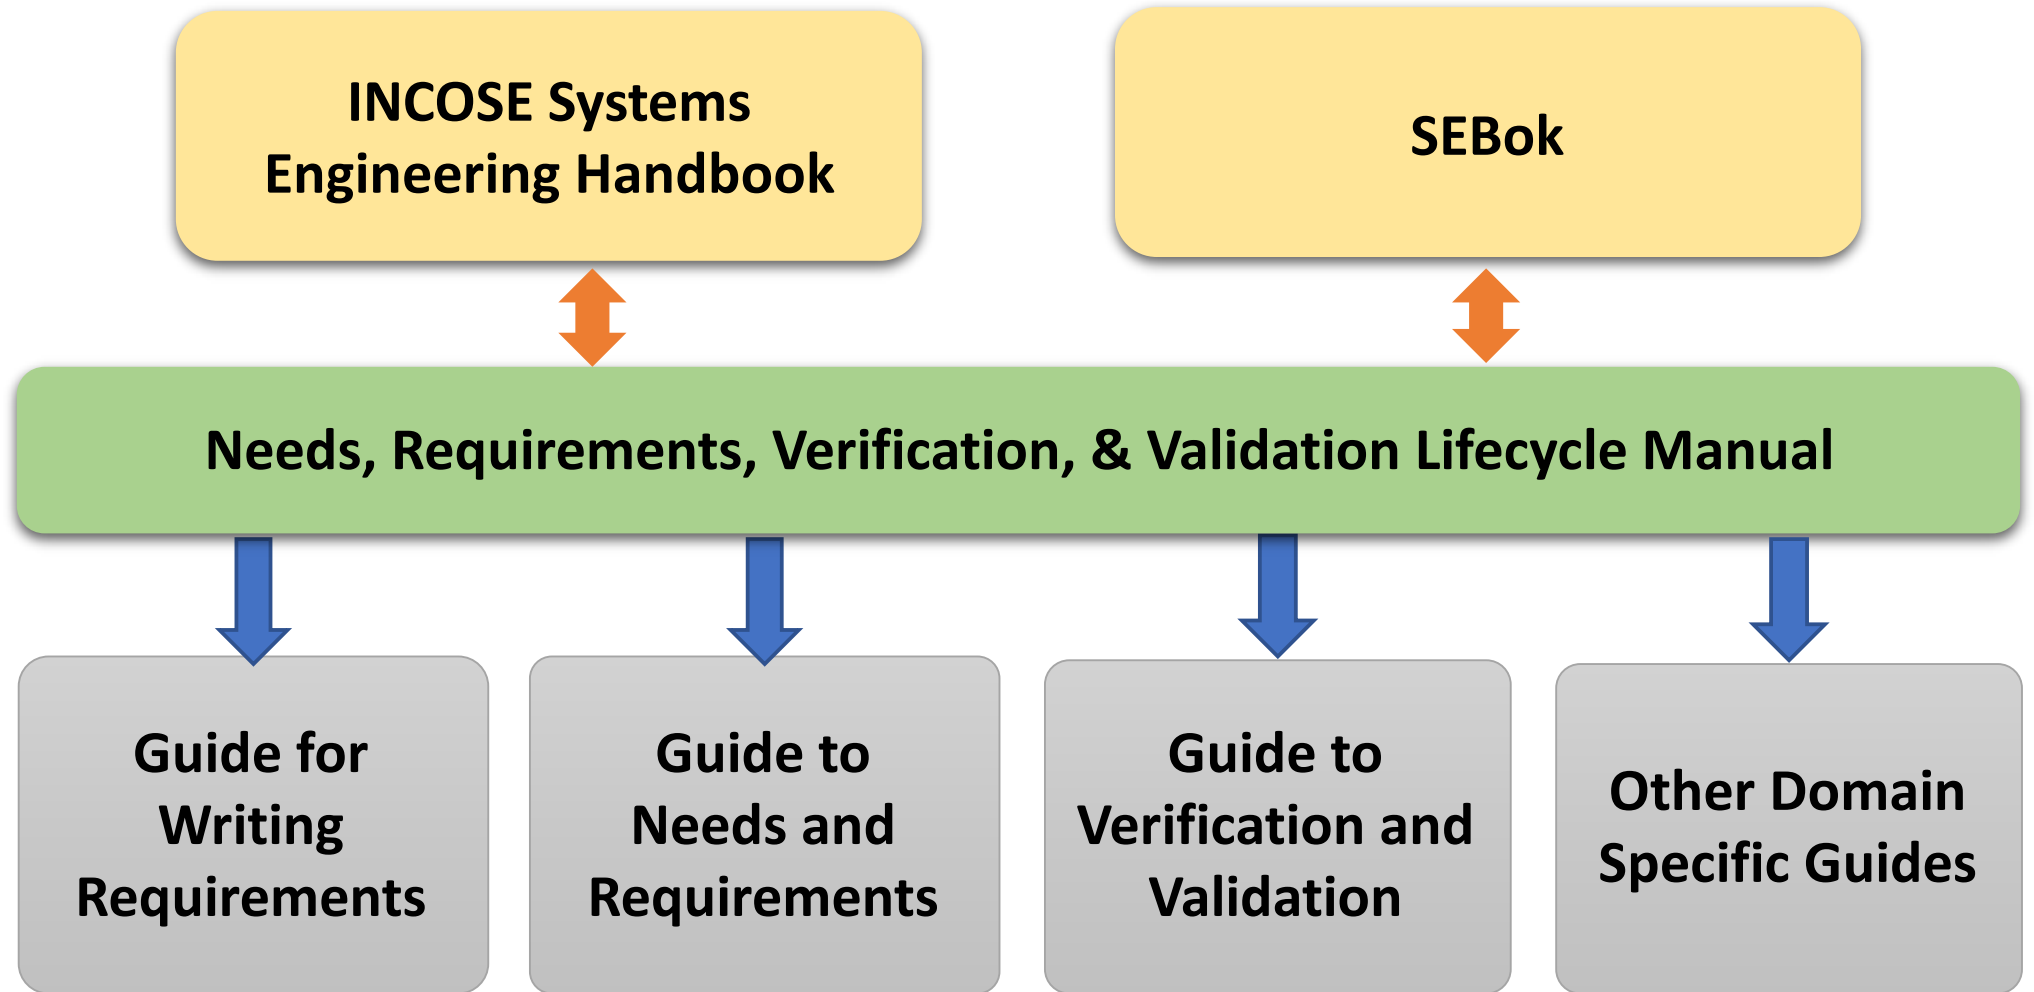 INCOSE Systems
Engineering Handbook
SEBok
Needs, Requirements, Verification, & Validation Lifecycle Manual
Guide for
Writing
Requirements
Guide to
Needs and
Requirements
Guide to
Verification and
Validation
Other Domain
Specific Guides